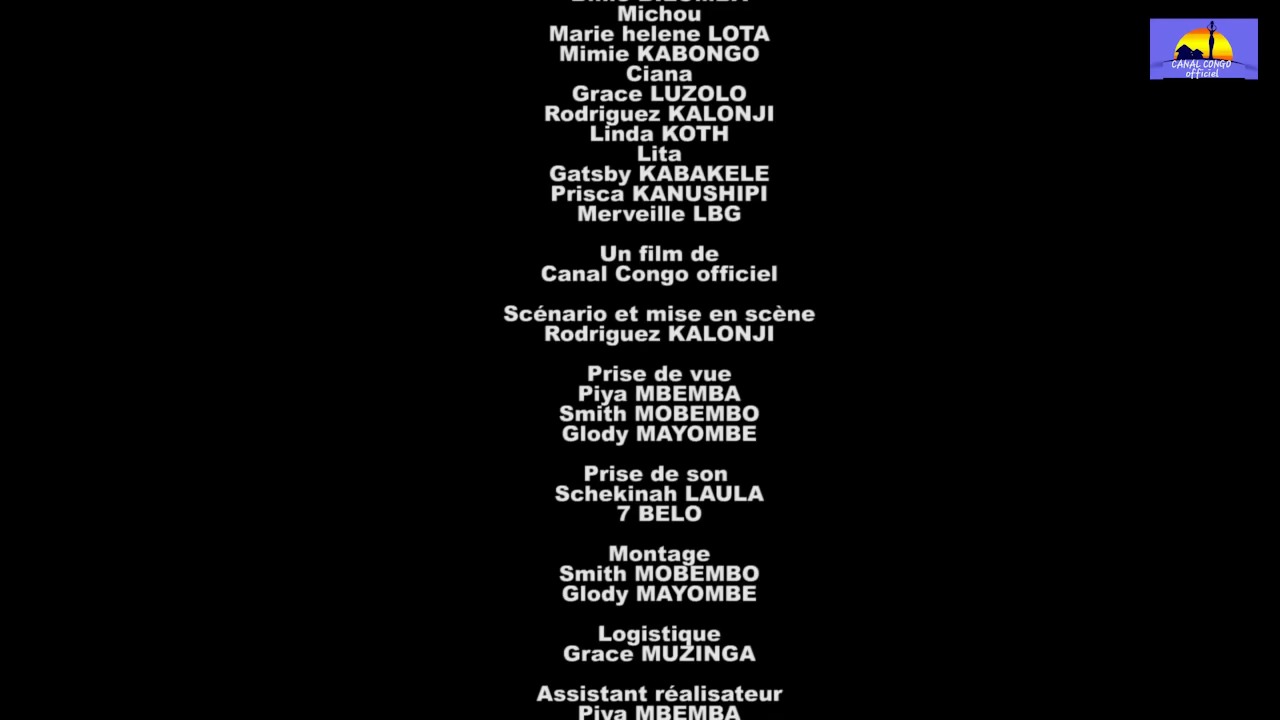 Michou
Marie helene LOTA
Mimie KABONGO
Ciana
Grace LUZOLO
Rodriguez KALONJI
Linda KOTH
Lita
Gatsby KABAKELE
Prisca KANUSHIPI
Merveille LBG
Un film de
Canal Congo officiel
Scénario et mise en scène
Rodriguez KALONJI
Prise de vue
Piya MBEMBA
Smith MOBEMBO
Glody MAYOMBE
Prise de son
Schekinah LAULA
7 BELO
Montage
Smith MOBEMBO
Glody MAYOMBE
Logistique
Grace MUZINGA
Assistant réalisateur
Piya MBEMBA
CANAL CONGO
officiel